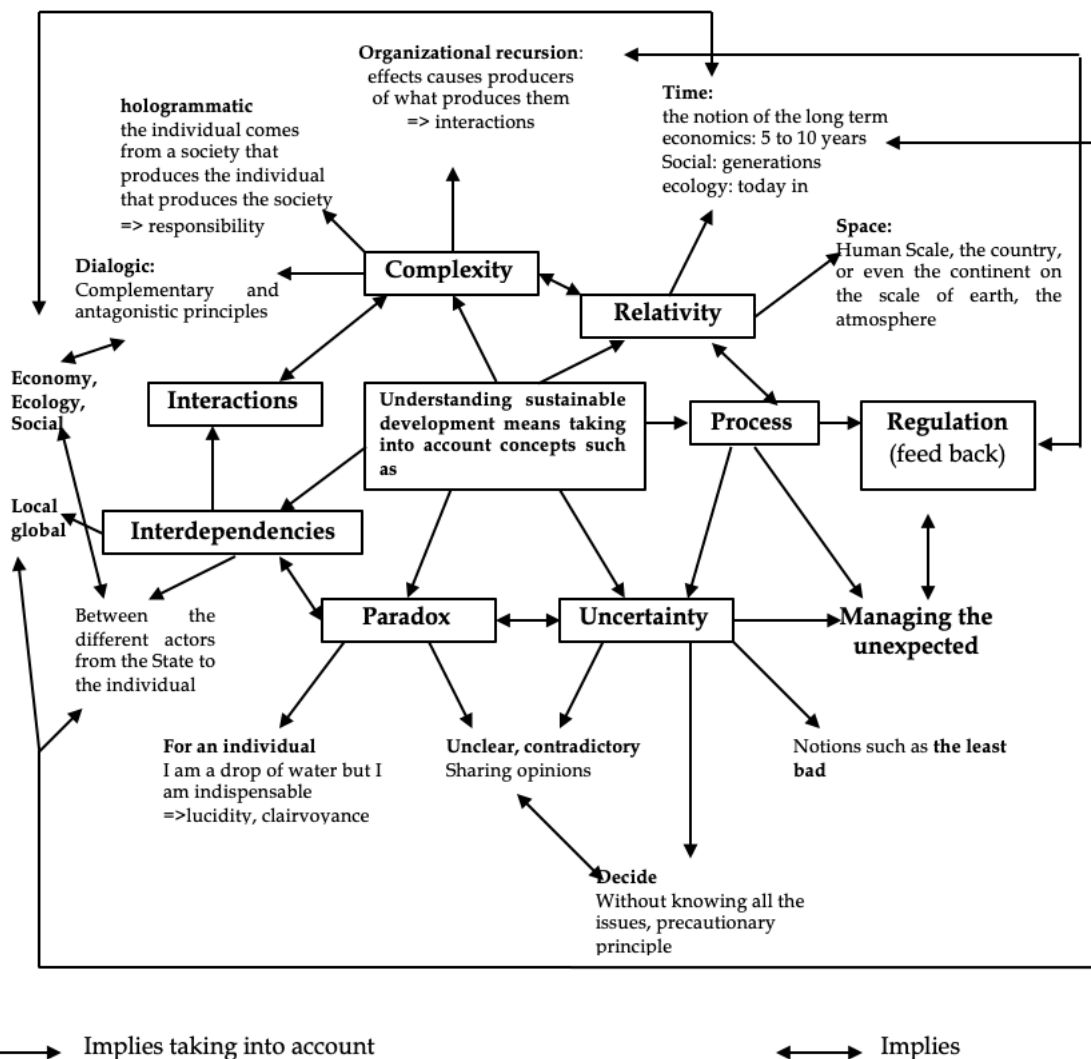 Organizational recursion:
effects causes producers
of what produces them
=> interactions
hologrammatic
the individual comes
from a society that
produces the individual
that produces the society
=> responsibility
Time:
the notion of the long term
economics: 5 to 10 years
Social: generations
ecology: today in
Space:
Human Scale, the country,
or even the continent on
the scale of earth, the
atmosphere
Dialogic:
Complementary and
antagonistic principles
Complexity
Relativity
Economy,
Ecology,
Social
Interactions
Understanding sustainable
development means taking
into account concepts such
as
Process
Regulation
(feed back)
Local
global
Interdependencies
Between the
different actors
from the State to
the individual
Paradox
Uncertainty
Managing the
unexpected
For an individual
I am a drop of water but I
am indispensable
=>lucidity, clairvoyance
Unclear, contradictory
Sharing opinions
Notions such as the least
bad
Decide
Without knowing all the
issues, precautionary
principle
Implies taking into account
Implies